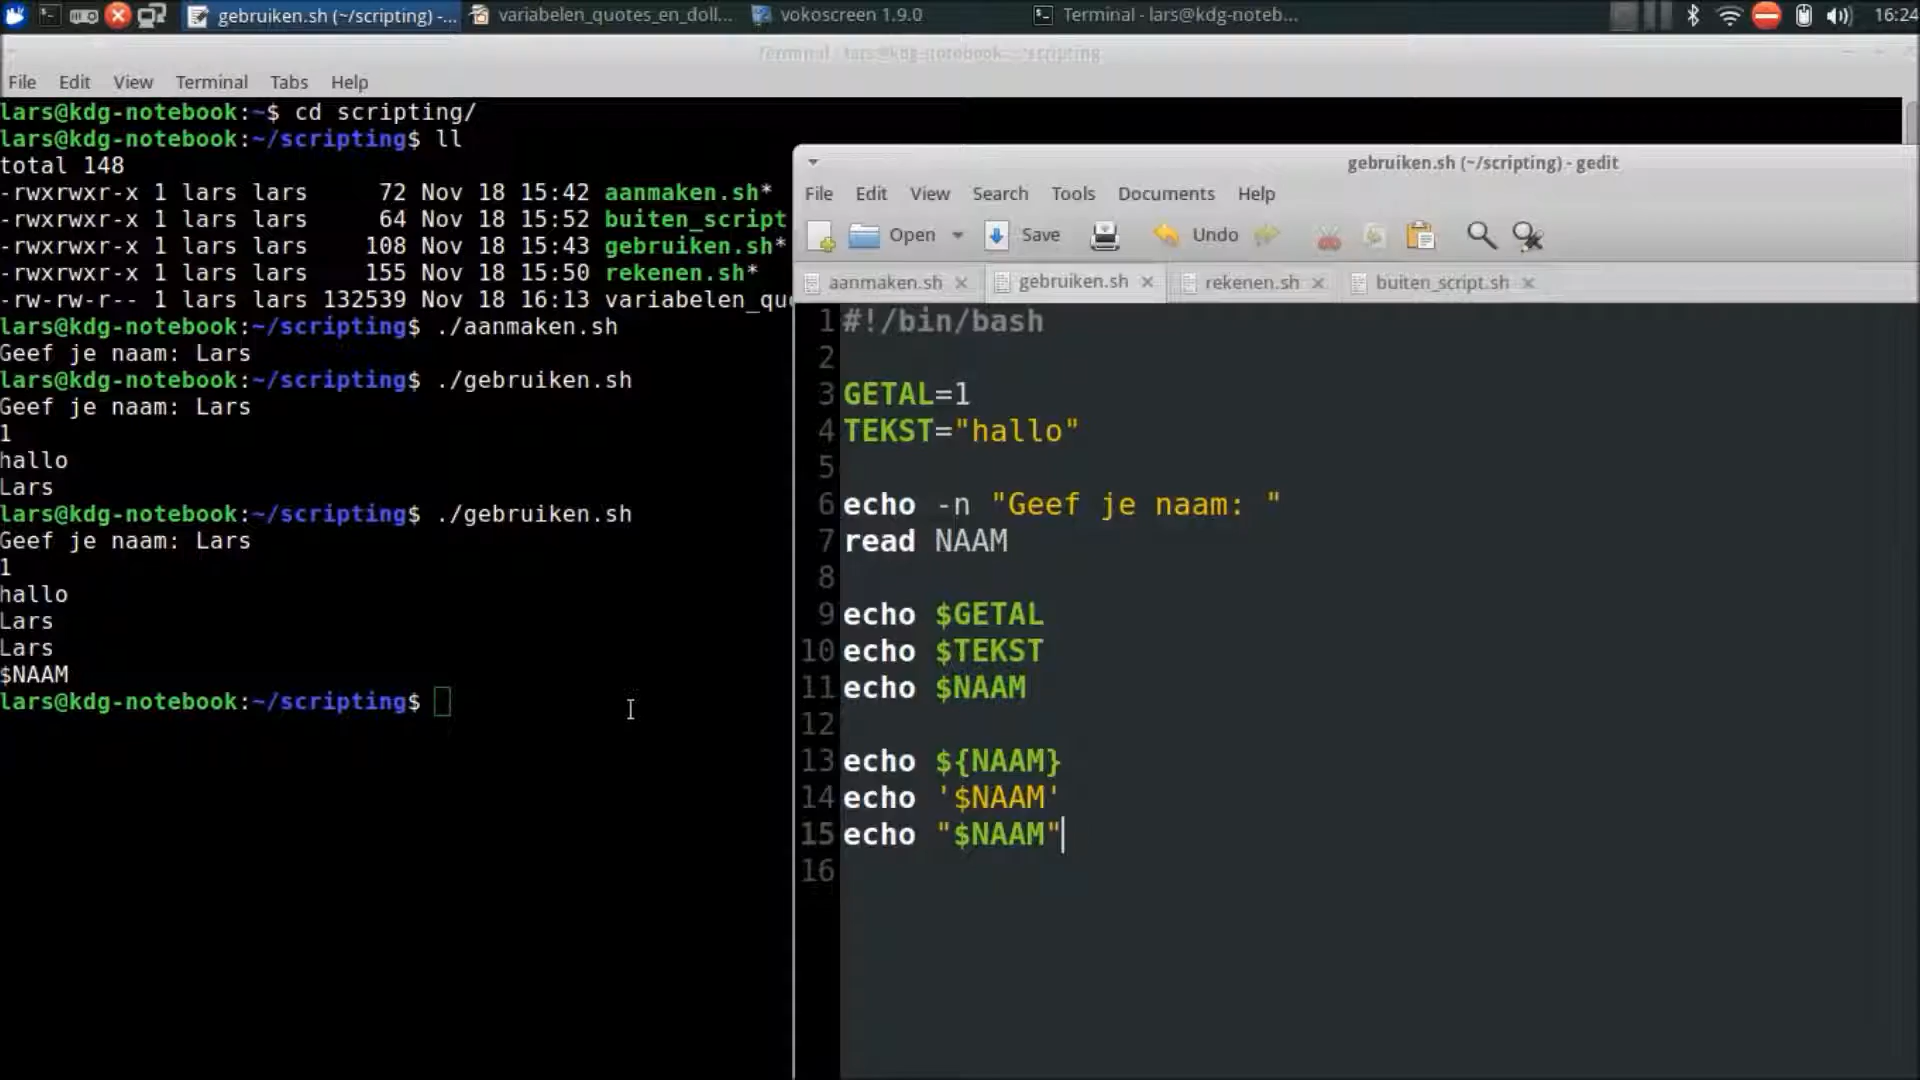 gebruiken.sh (~/scripting) -...
variabelen_quotes_en_doll...
vokoscreen 1.9.0
Terminal - lars@kdg-noteb...
16:24
Terminal - lars@kdg-notebook: ~/scripting
File Edit View Terminal Tabs Help
lars@kdg-notebook:~$ cd scripting/
lars@kdg-notebook:~/scripting$ ll
total 148
-rwxrwxr-x 1 lars lars     72 Nov 18 15:42 aanmaken.sh*
-rwxrwxr-x 1 lars lars     64 Nov 18 15:52 buiten_script
-rwxrwxr-x 1 lars lars    108 Nov 18 15:43 gebruiken.sh*
-rwxrwxr-x 1 lars lars    155 Nov 18 15:50 rekenen.sh*
-rw-rw-r-- 1 lars lars 132539 Nov 18 16:13 variabelen_quo
lars@kdg-notebook:~/scripting$ ./aanmaken.sh
Geef je naam: Lars
lars@kdg-notebook:~/scripting$ ./gebruiken.sh
Geef je naam: Lars
1
hallo
Lars
lars@kdg-notebook:~/scripting$ ./gebruiken.sh
Geef je naam: Lars
1
hallo
Lars
Lars
$NAAM
lars@kdg-notebook:~/scripting$
gebruiken.sh (~/scripting) - gedit
File Edit View Search Tools Documents Help
Open Save Undo
aanmaken.sh gebruiken.sh rekenen.sh buiten_script.sh
1 #!/bin/bash
2
3 GETAL=1
4 TEKST="hallo"
5
6 echo -n "Geef je naam: "
7 read NAAM
8
9 echo $GETAL
10 echo $TEKST
11 echo $NAAM
12
13 echo ${NAAM}
14 echo '$NAAM'
15 echo "$NAAM"
16